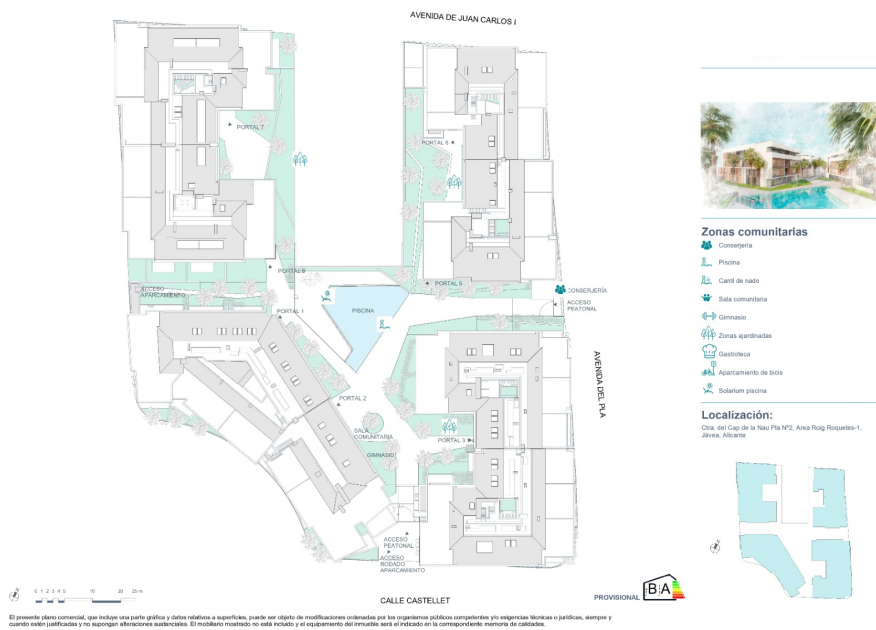 AVENIDA DE JUAN CARLOS I
PORTAL 7
PORTAL 6
PORTAL 8
PORTAL 5
ACCESO
APARCAMIENTO
CONSERJERÍA
ACCESO
PEATONAL
PORTAL 1
PISCINA
AVENIDA DEL PLA
PORTAL 2
SALA
COMUNITARIA
PORTAL 3
GIMNASIO
ACCESO
PEATONAL
ACCESO
RODADO
APARCAMIENTO
CALLE CASTELLET
0 1 2 3 4 5 10 20 25 m
Zonas comunitarias
Conserjería
Piscina
Carril de nado
Sala comunitaria
Gimnasio
Zonas ajardinadas
Gastroteca
Aparcamiento de bicis
Solarium piscina
Localización:
Ctra. del Cap de la Nau Pla Nº2, Area Roig Roquetes-1,
Jávea, Alicante
PROVISIONAL
B A
El presente plano comercial, que incluye una parte gráfica y datos relativos a superficies, puede ser objeto de modificaciones ordenadas por los organismos públicos competentes y/o exigencias técnicas o jurídicas, siempre y
cuando estén justificadas y no supongan alteraciones sustanciales. El mobiliario mostrado no está incluido y el equipamiento del inmueble será el indicado en la correspondiente memoria de calidades.